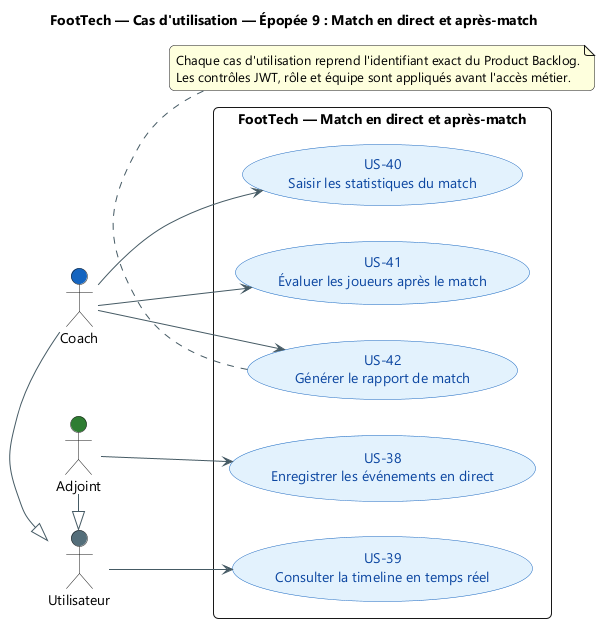 FootTech — Cas d'utilisation — Épopée 9 : Match en direct et après-match
Chaque cas d'utilisation reprend l'identifiant exact du Product Backlog.
Les contrôles JWT, rôle et équipe sont appliqués avant l'accès métier.
FootTech — Match en direct et après-match
US-40
Saisir les statistiques du match
US-41
Évaluer les joueurs après le match
Coach
US-42
Générer le rapport de match
US-38
Enregistrer les événements en direct
Adjoint
US-39
Consulter la timeline en temps réel
Utilisateur